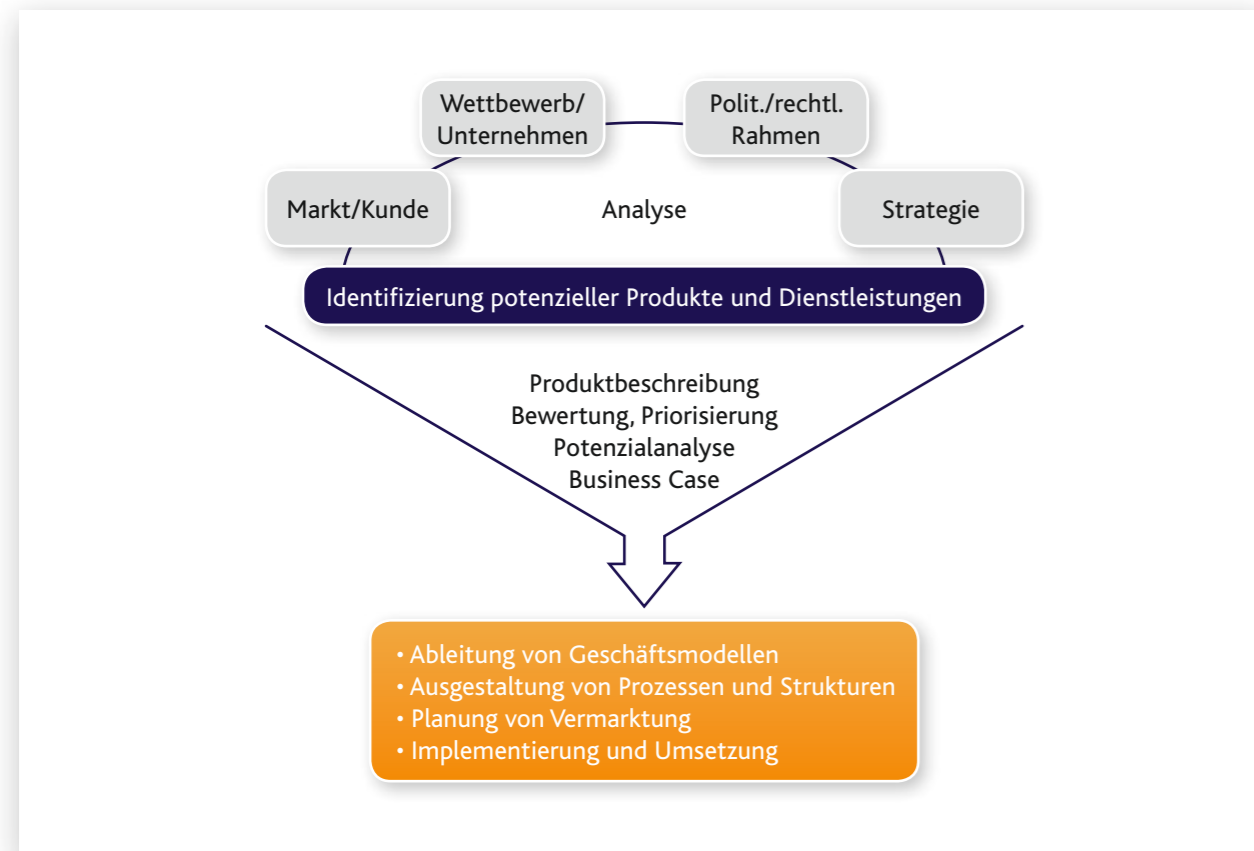 Wettbewerb/
Unternehmen
Polit./rechtl.
Rahmen
Markt/Kunde
Analyse
Strategie
Identifizierung potenzieller Produkte und Dienstleistungen
Produktbeschreibung
Bewertung, Priorisierung
Potenzialanalyse
Business Case
• Ableitung von Geschäftsmodellen
• Ausgestaltung von Prozessen und Strukturen
• Planung von Vermarktung
• Implementierung und Umsetzung